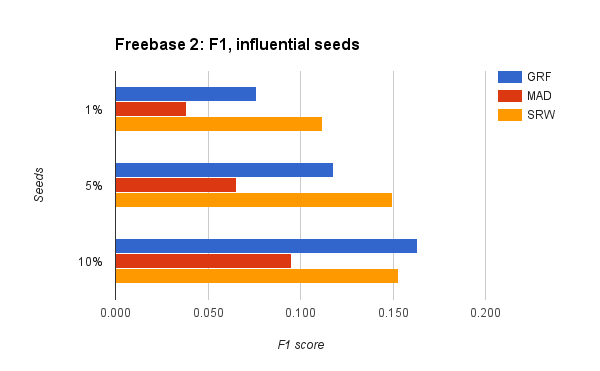 Freebase 2: F1, influential seeds
GRF
MAD
SRW
1%
5%
10%
Seeds
0.000 0.050 0.100 0.150 0.200
F1 score